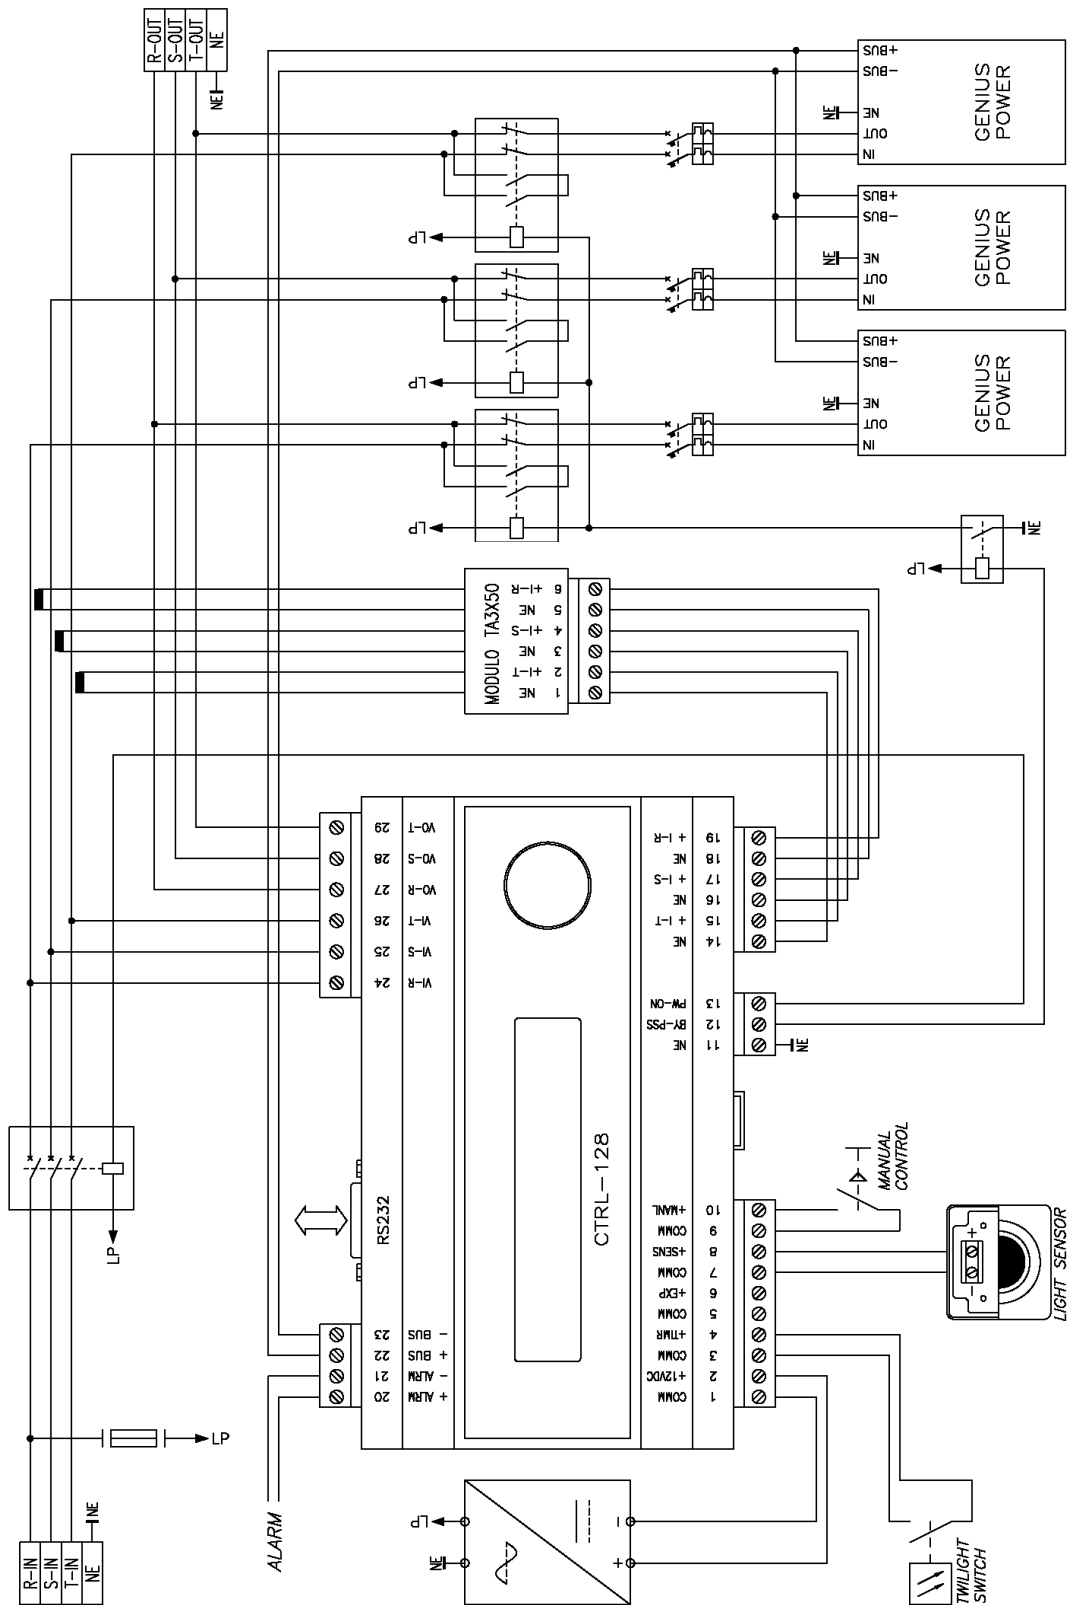 R-OUT
S-OUT
T-OUT
NE
NE
+BUS
-BUS
NE
OUT
IN
NE
GENIUS
POWER
LP
+BUS
-BUS
NE
OUT
IN
NE
GENIUS
POWER
LP
+BUS
-BUS
NE
OUT
IN
NE
GENIUS
POWER
LP
NE
LP
MODULO TA3X50
6 +I-R
5 NE
4 +I-S
3 NE
2 +I-T
1 NE
29 VO-T
28 VO-S
27 VO-R
26 VI-T
25 VI-S
24 VI-R
19 + I-R
18 NE
17 + I-S
16 NE
15 + I-T
14 NE
13 PW-ON
12 BY-PSS
11 NE
NE
RS232
CTRL-128
10 +MANL
9 COMM
8 +SENS
7 COMM
6 +EXP
5 COMM
4 +TIMR
3 COMM
2 +12VDC
1 COMM
23 BUS -
22 BUS +
21 ALRM -
20 ALRM +
MANUAL
CONTROL
+
-
LIGHT SENSOR
LP
LP
ALARM
R-IN
S-IN
T-IN
NE
NE
LP
NE
-
+
TWILIGHT
SWITCH